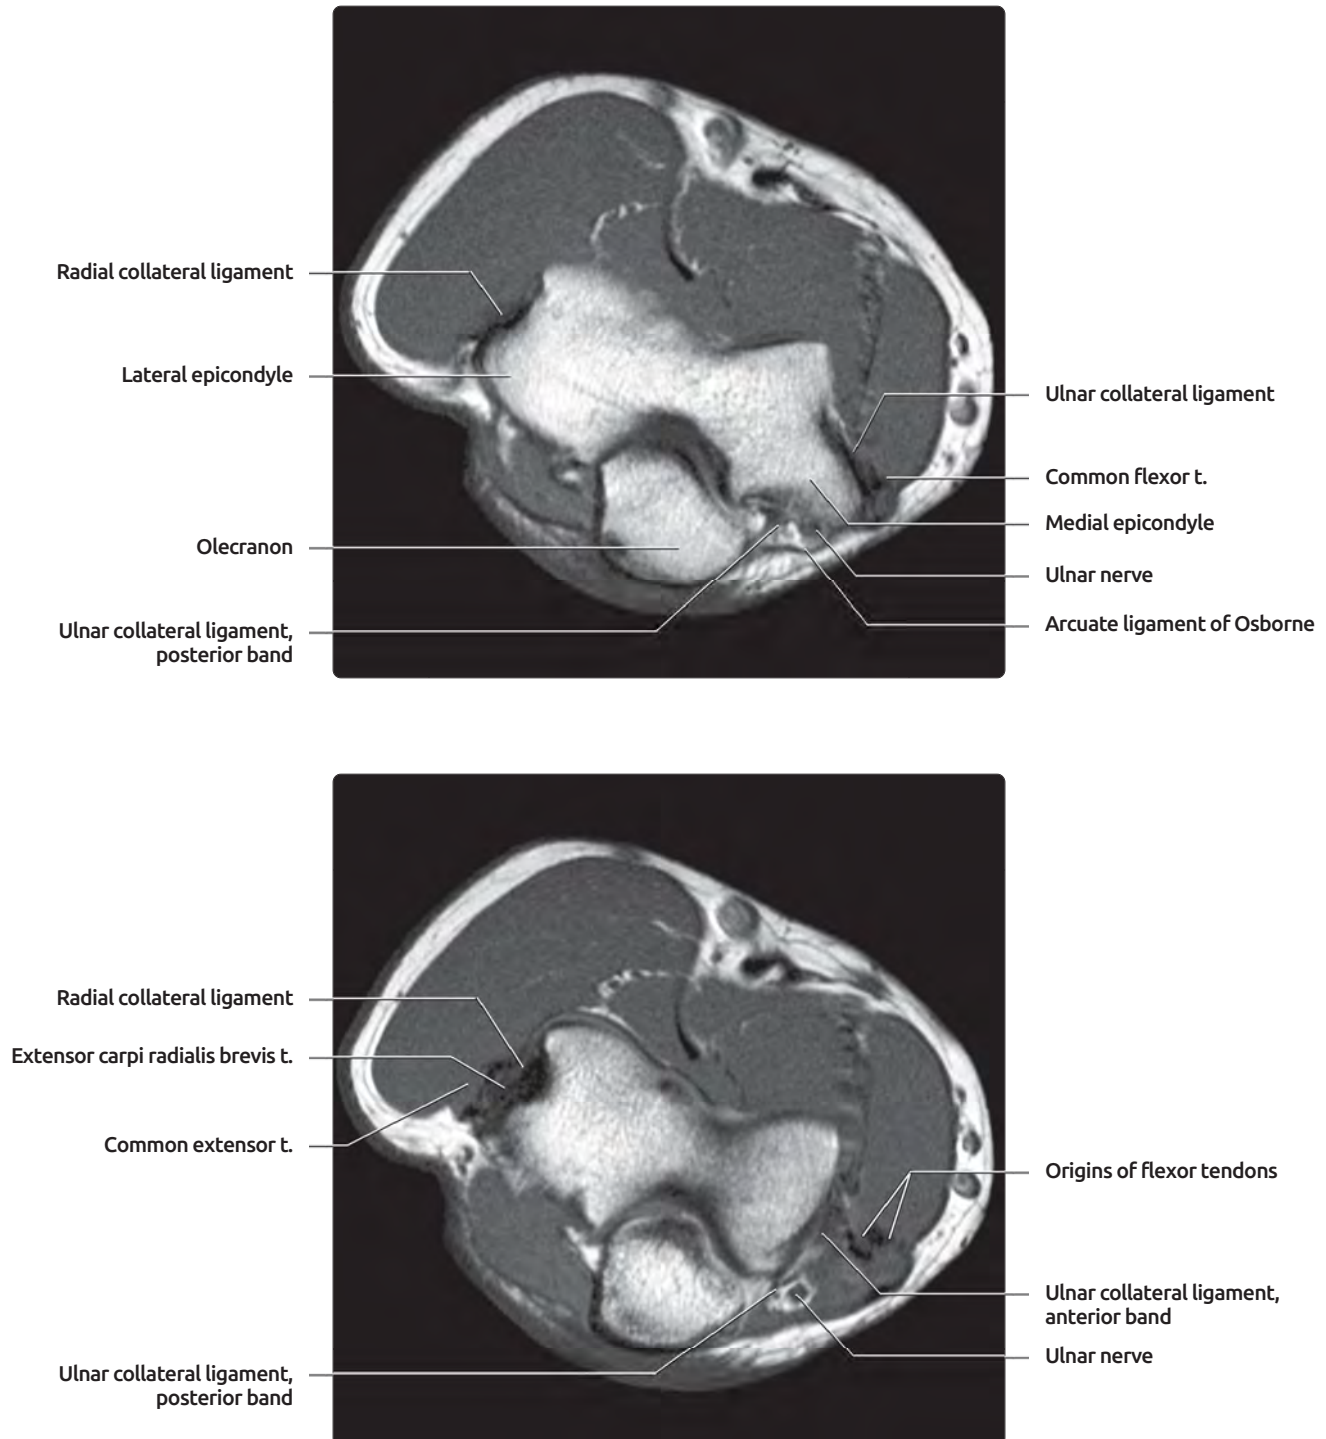 Radial collateral ligament
Lateral epicondyle
Olecranon
Ulnar collateral ligament,
posterior band
Ulnar collateral ligament
Common flexor t.
Medial epicondyle
Ulnar nerve
Arcuate ligament of Osborne
Radial collateral ligament
Extensor carpi radialis brevis t.
Common extensor t.
Ulnar collateral ligament,
posterior band
Origins of flexor tendons
Ulnar collateral ligament,
anterior band
Ulnar nerve